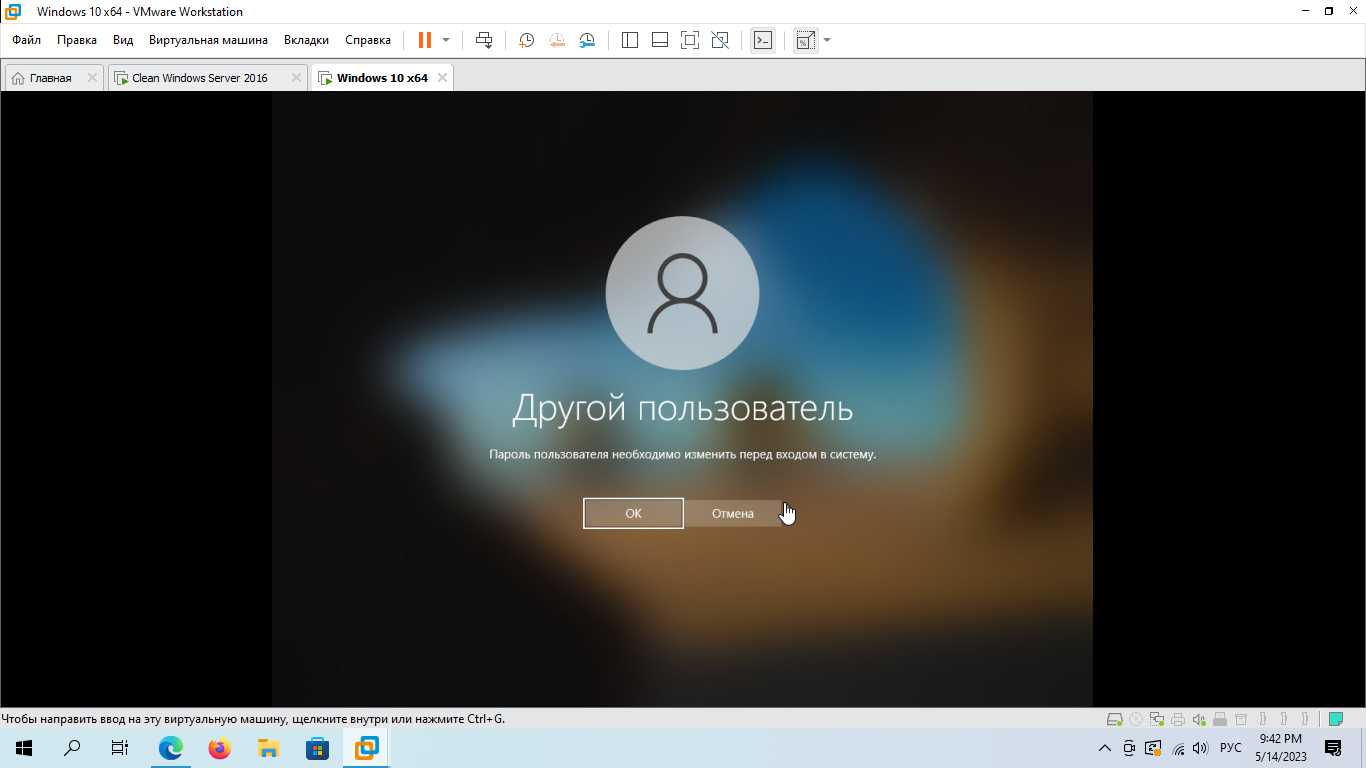 Windows 10 x64 - VMware Workstation
Файл Правка Вид Виртуальная машина Вкладки Справка
Главная Clean Windows Server 2016 Windows 10 x64
Другой пользователь
Пароль пользователя необходимо изменить перед входом в систему.
ОК Отмена
Чтобы направить ввод на эту виртуальную машину, щелкните внутри или нажмите Ctrl+G.
РУС
9:42 PM
5/14/2023